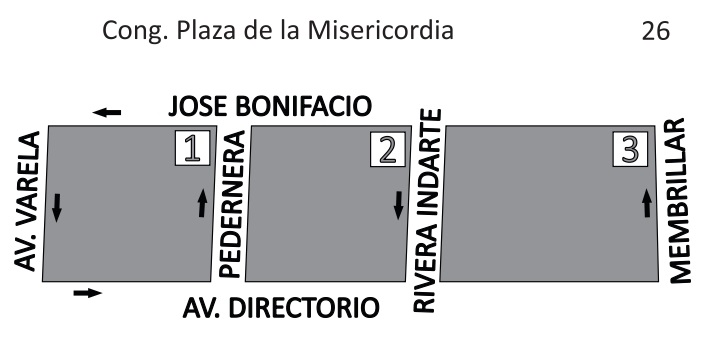 Cong. Plaza de la Misericordia
26
JOSE BONIFACIO
AV. VARELA
1
PEDERNERA
2
RIVERA INDARTE
3
MEMBRILLAR
AV. DIRECTORIO